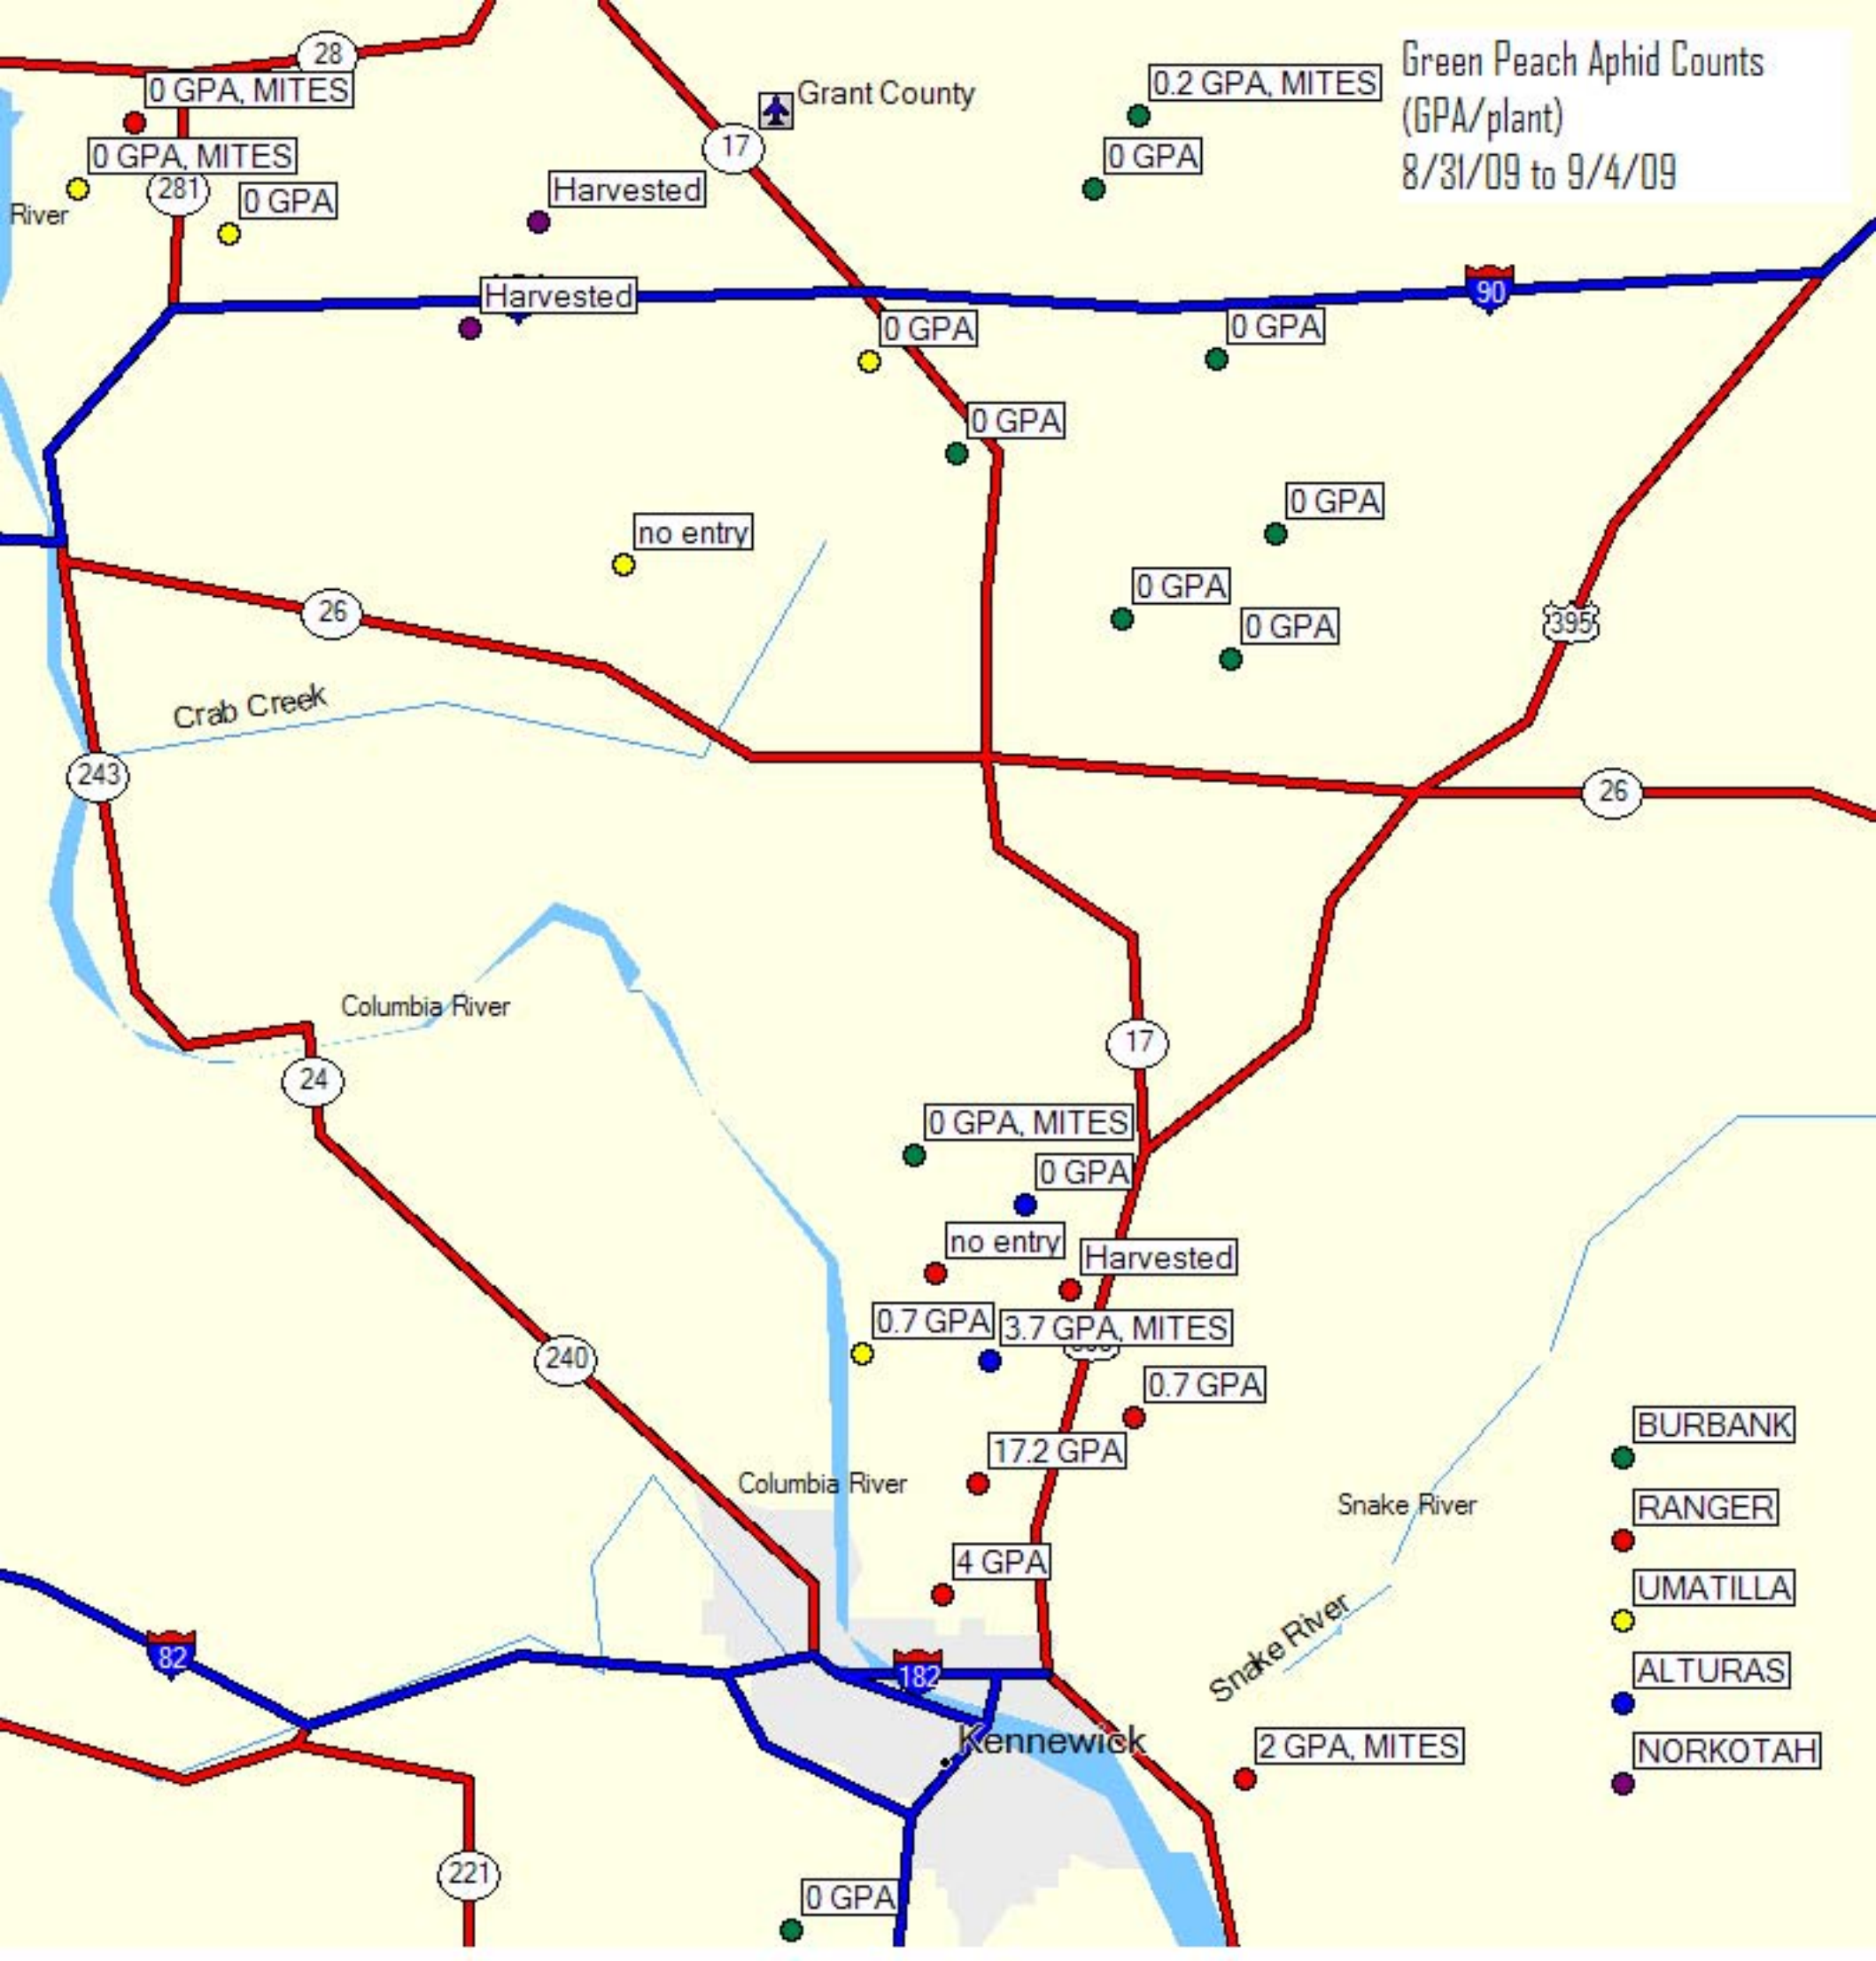 Green Peach Aphid Counts
(GPA/plant)
8/31/09 to 9/4/09
28
0 GPA, MITES
0 GPA, MITES
281
0 GPA
River
Harvested
Harvested
17
Grant County
0.2 GPA, MITES
0 GPA
90
0 GPA
0 GPA
0 GPA
no entry
0 GPA
0 GPA
0 GPA
395
26
Crab Creek
243
26
Columbia River
24
17
0 GPA, MITES
0 GPA
no entry
Harvested
0.7 GPA
3.7 GPA, MITES
240
0.7 GPA
17.2 GPA
Columbia River
Snake River
4 GPA
Snake River
82
182
Kennewick
2 GPA, MITES
221
0 GPA
BURBANK
RANGER
UMATILLA
ALTURAS
NORKOTAH